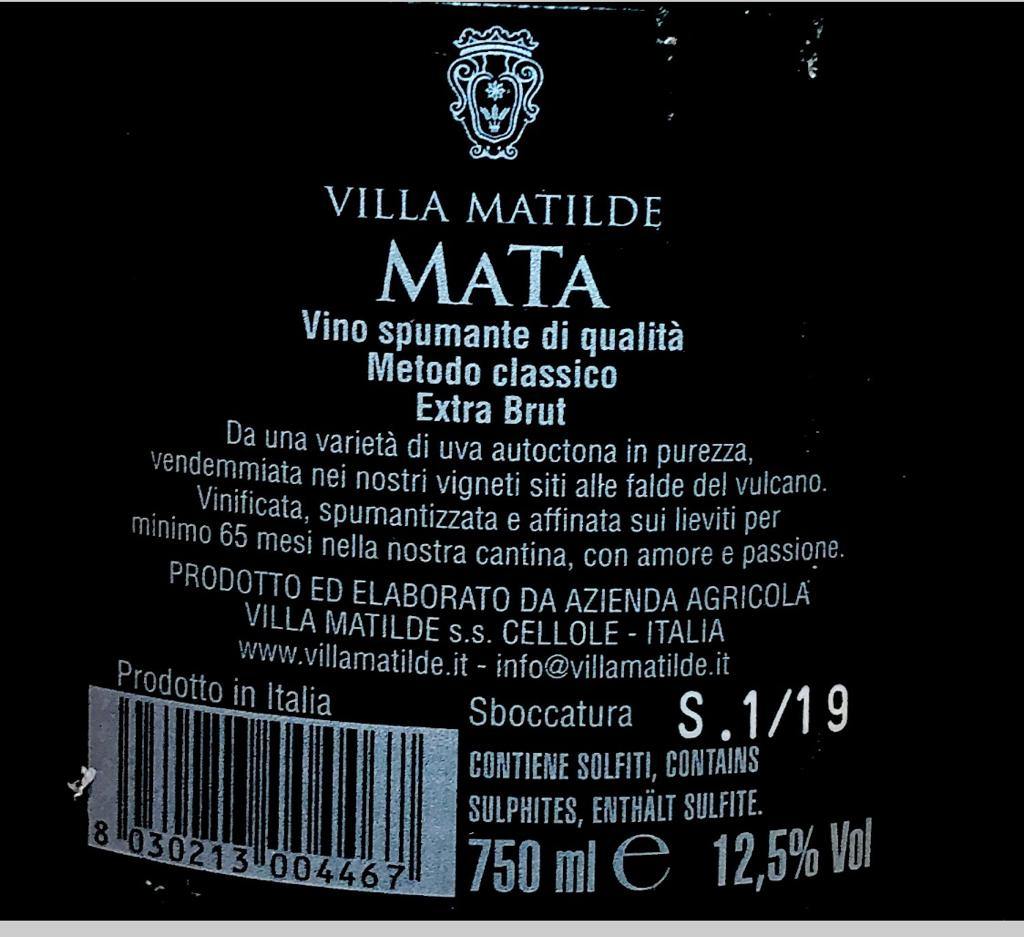 VILLA MATILDE
MATA
Vino spumante di qualità
Metodo classico
Extra Brut
Da una varietà di uva autoctona in purezza,
vendemmiata nei nostri vigneti siti alle falde del vulcano.
Vinificata, spumantizzata e affinata sui lieviti per
minimo 65 mesi nella nostra cantina, con amore e passione.
PRODOTTO ED ELABORATO DA AZIENDA AGRICOLA
VILLA MATILDE s.s. CELLOLE - ITALIA
www.villamatilde.it - info@villamatilde.it
Prodotto in Italia
8 030213 004467
Sboccatura S.1/19
CONTIENE SOLFITI, CONTAINS
SULPHITES, ENTHÄLT SULFITE.
750 ml e 12,5% Vol